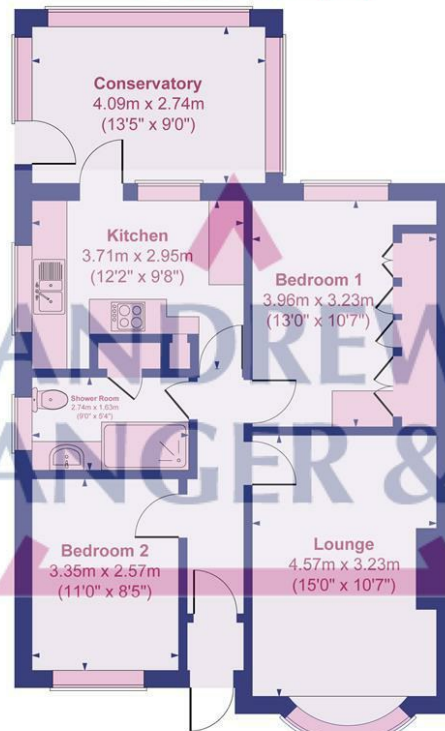 Conservatory
4.09m x 2.74m
(13'5" x 9'0")
Kitchen
3.71m x 2.95m
(12'2" x 9'8")
Bedroom 1
3.96m x 3.23m
(13'0" x 10'7")
ANDREW
Shower Room
2.74m x 1.63m
(9'0" x 5'4")
ANGER &
Bedroom 2
3.35m x 2.57m
(11'0" x 8'5")
Lounge
4.57m x 3.23m
(15'0" x 10'7")